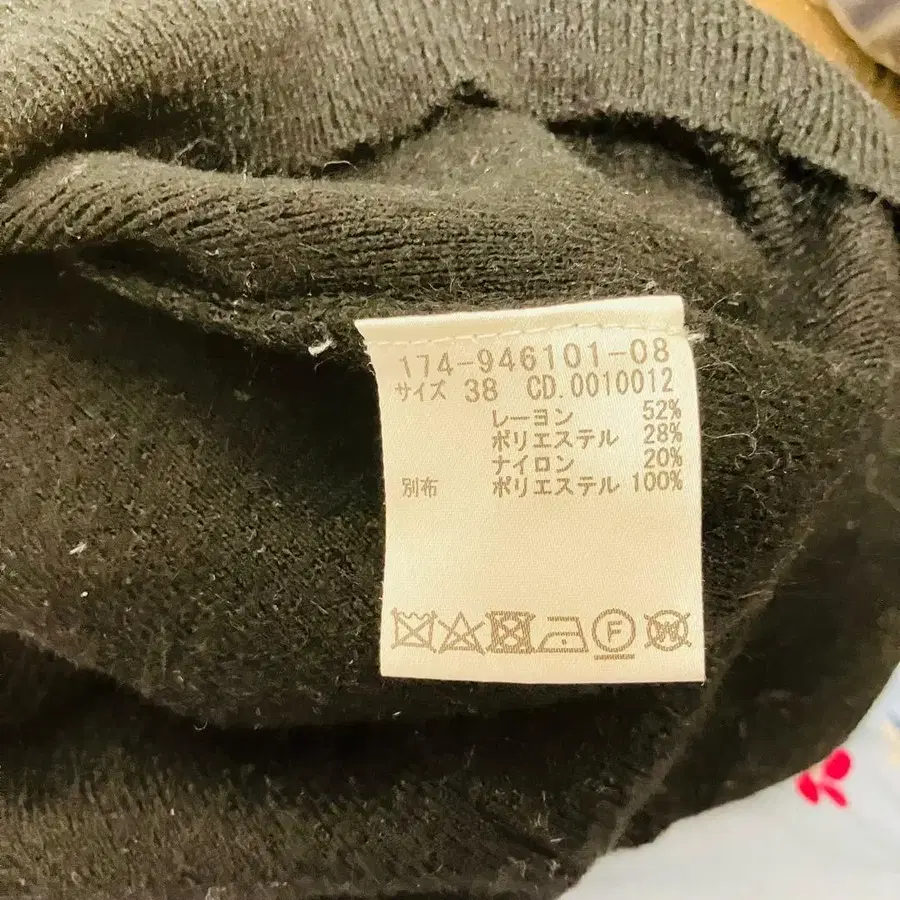 174-946101-08
サイズ 38 CD.0010012
レーヨン 52%
ポリエステル 28%
ナイロン 20%
別布 ポリエステル 100%
F W